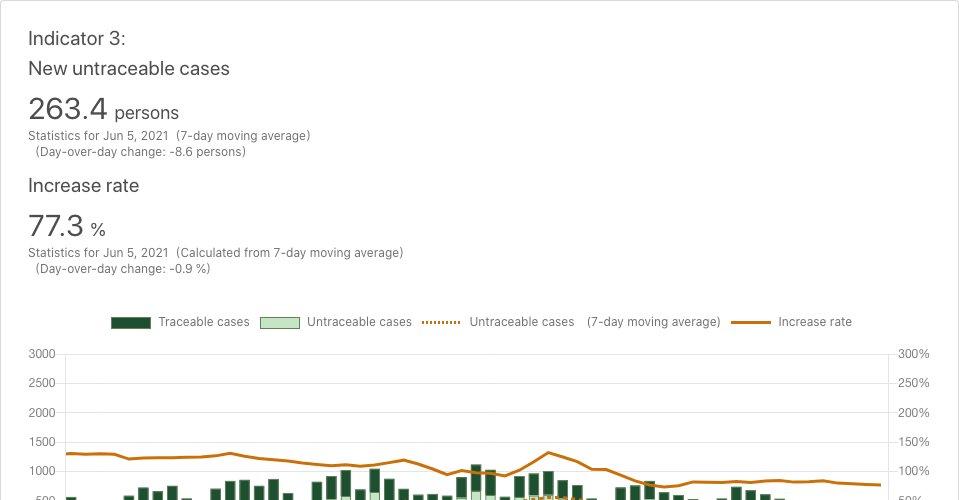 Indicator 3:
New untraceable cases
263.4 persons
Statistics for Jun 5, 2021 (7-day moving average)
(Day-over-day change: -8.6 persons)
Increase rate
77.3 %
Statistics for Jun 5, 2021 (Calculated from 7-day moving average)
(Day-over-day change: -0.9 %)
Traceable cases Untraceable cases Untraceable cases (7-day moving average) Increase rate
3000 300%
2500 250%
2000 200%
1500 150%
1000 100%
500 50%